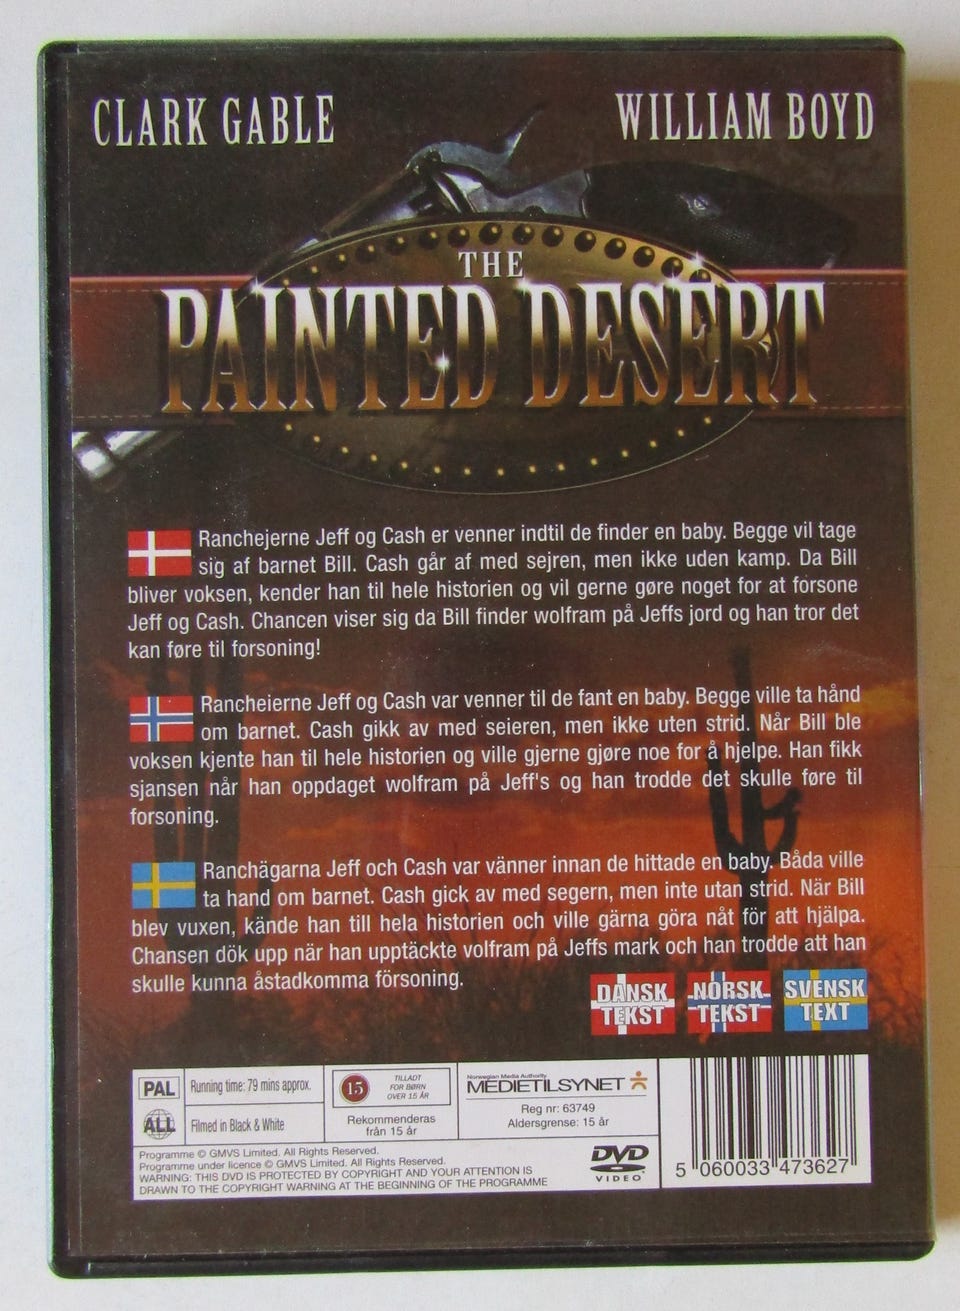 CLARK GABLE
WILLIAM BOYD
THE
PAINTED DESERT
Ranchejerne Jeff og Cash er venner indtil de finder en baby. Begge vil tage
sig af barnet Bill. Cash går af med sejren, men ikke uden kamp. Da Bill
bliver voksen, kender han til hele historien og vil gerne gøre noget for at forsone
Jeff og Cash. Chancen viser sig da Bill finder wolfram på Jeffs jord og han tror det
kan føre til forsoning!
Rancheierne Jeff og Cash var venner til de fant en baby. Begge ville ta hånd
om barnet. Cash gikk av med seieren, men ikke uten strid. Når Bill ble
voksen kjente han til hele historien og ville gjerne gjøre noe for å hjelpe. Han fikk
sjansen når han oppdaget wolfram på Jeff's og han trodde det skulle føre til
forsoning.
Ranchägarna Jeff och Cash var vänner innan de hittade en baby. Båda ville
ta hand om barnet. Cash gick av med segern, men inte utan strid. När Bill
blev vuxen, kände han till hela historien och ville gärna göra nåt för att hjälpa.
Chansen dök upp när han upptäckte volfram på Jeffs mark och han trodde att han
skulle kunna åstadkomma försoning.
DANSK
TEKST
NORSK
TEKST
SVENSK
TEXT
PAL
Running time: 79 mins approx.
ALL
Filmed in Black & White
15
TILLADT
FOR BØRN
OVER 15 ÅR
Rekommenderas
från 15 år
Norwegian Media Authority
MEDIETILSYNET
Reg nr: 63749
Aldersgrense: 15 år
Programme © GMVS Limited. All Rights Reserved.
Programme under licence © GMVS Limited. All Rights Reserved.
WARNING: THIS DVD IS PROTECTED BY COPYRIGHT AND YOUR ATTENTION IS
DRAWN TO THE COPYRIGHT WARNING AT THE BEGINNING OF THE PROGRAMME
DVD
VIDEO
5 060033 473627